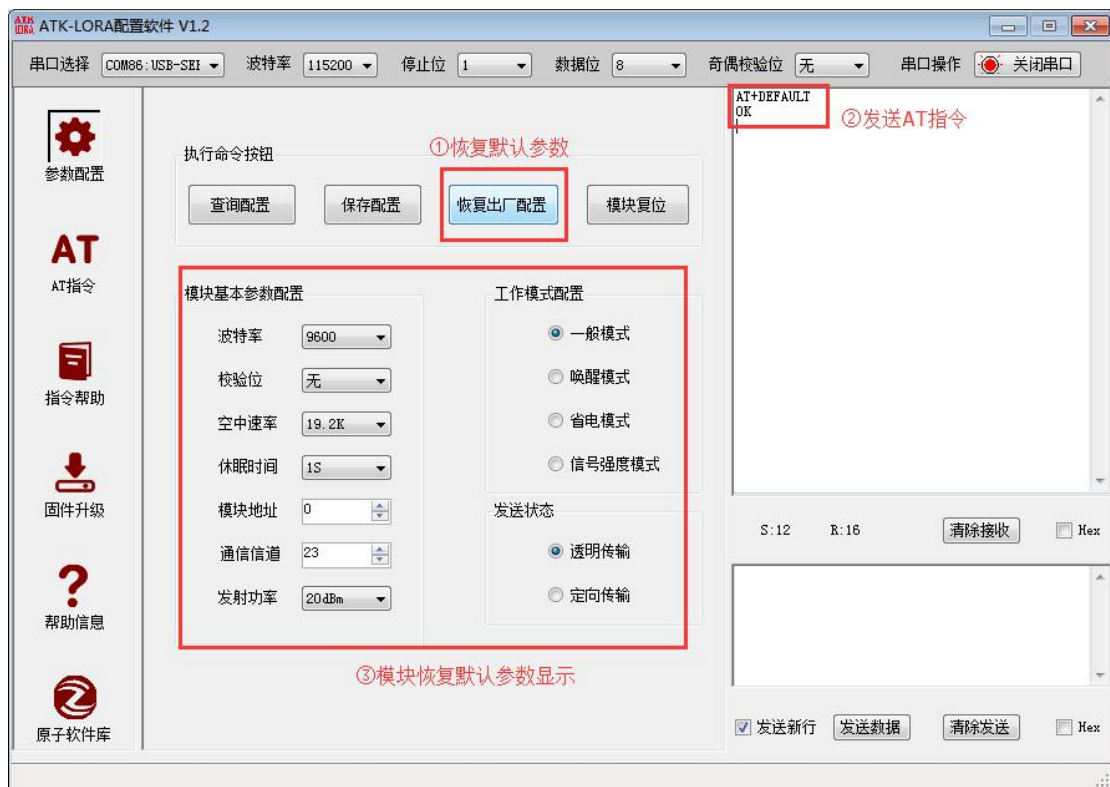 ATK LORA ATK-LORA配置软件 V1.2
串口选择 COM86:USB-SEI 波特率 115200 停止位 1 数据位 8 奇偶校验位 无 串口操作 关闭串口
参数配置
AT
AT指令
指令帮助
固件升级
?
帮助信息
原子软件库
执行命令按钮
①恢复默认参数
查询配置 保存配置 恢复出厂配置 模块复位
模块基本参数配置
波特率 9600
校验位 无
空中速率 19.2K
休眠时间 1S
模块地址 0
通信信道 23
发射功率 20dBm
工作模式配置
一般模式
唤醒模式
省电模式
信号强度模式
发送状态
透明传输
定向传输
③模块恢复默认参数显示
AT+DEFAULT
OK
②发送AT指令
S:12 R:16 清除接收 Hex
发送新行 发送数据 清除发送 Hex